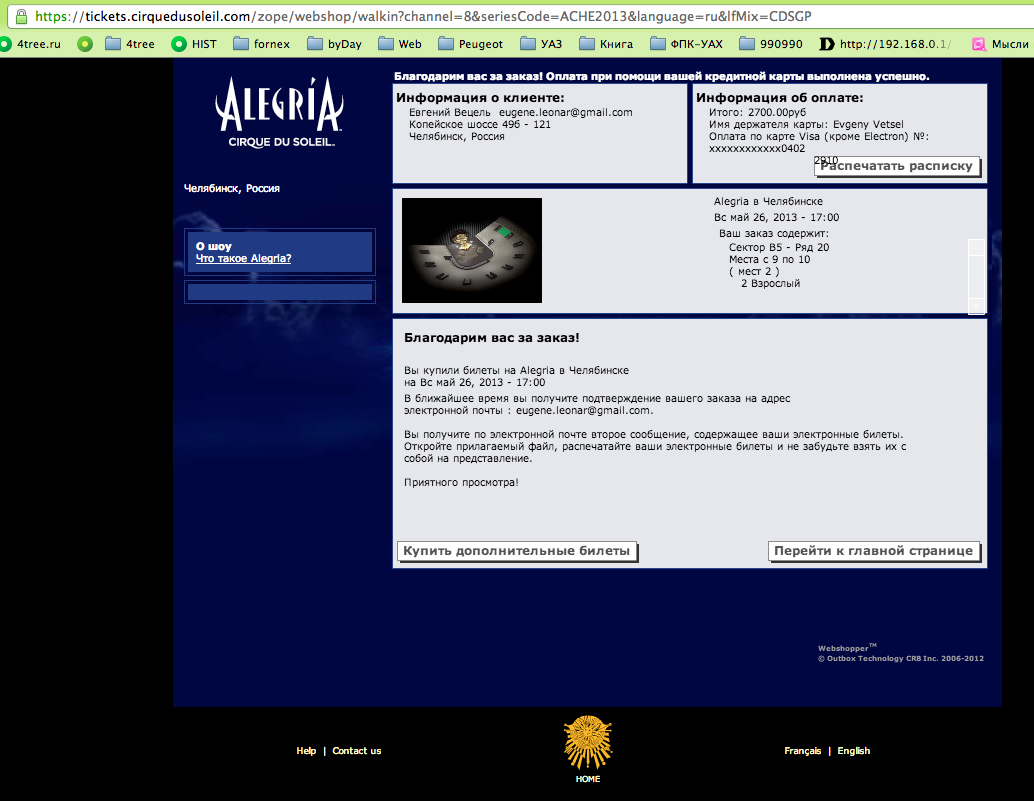 https://tickets.cirquedusoleil.com/zope/webshop/walkin?channel=8&seriesCode=ACHE2013&language=ru&lfMix=CDSGP
4tree.ru 4tree HIST fornex byDay Web Peugeot УАЗ Книга ФПК-УАХ 990990 http://192.168.0.1/ Мысли
Благодарим вас за заказ! Оплата при помощи вашей кредитной карты выполнена успешно.
ALEGRÍA
CIRQUE DU SOLEIL.
Челябинск, Россия
О шоу
Что такое Alegria?
Информация о клиенте:
Евгений Вецель eugene.leonar@gmail.com
Копейское шоссе 49б - 121
Челябинск, Россия
Информация об оплате:
Итого: 2700.00руб
Имя держателя карты: Evgeny Vetsel
Оплата по карте Visa (кроме Electron) №:
xxxxxxxxxxxx0402
2910
Распечатать расписку
Alegria в Челябинске
Вс май 26, 2013 - 17:00
Ваш заказ содержит:
Сектор B5 - Ряд 20
Места с 9 по 10
( мест 2 )
2 Взрослый
Благодарим вас за заказ!
Вы купили билеты на Alegria в Челябинске
на Вс май 26, 2013 - 17:00
В ближайшее время вы получите подтверждение вашего заказа на адрес
электронной почты : eugene.leonar@gmail.com.
Вы получите по электронной почте второе сообщение, содержащее ваши электронные билеты.
Откройте прилагаемый файл, распечатайте ваши электронные билеты и не забудьте взять их с
собой на представление.
Приятного просмотра!
Купить дополнительные билеты
Перейти к главной странице
Webshopper™
© Outbox Technology CRB Inc. 2006-2012
Help | Contact us
HOME
Français | English